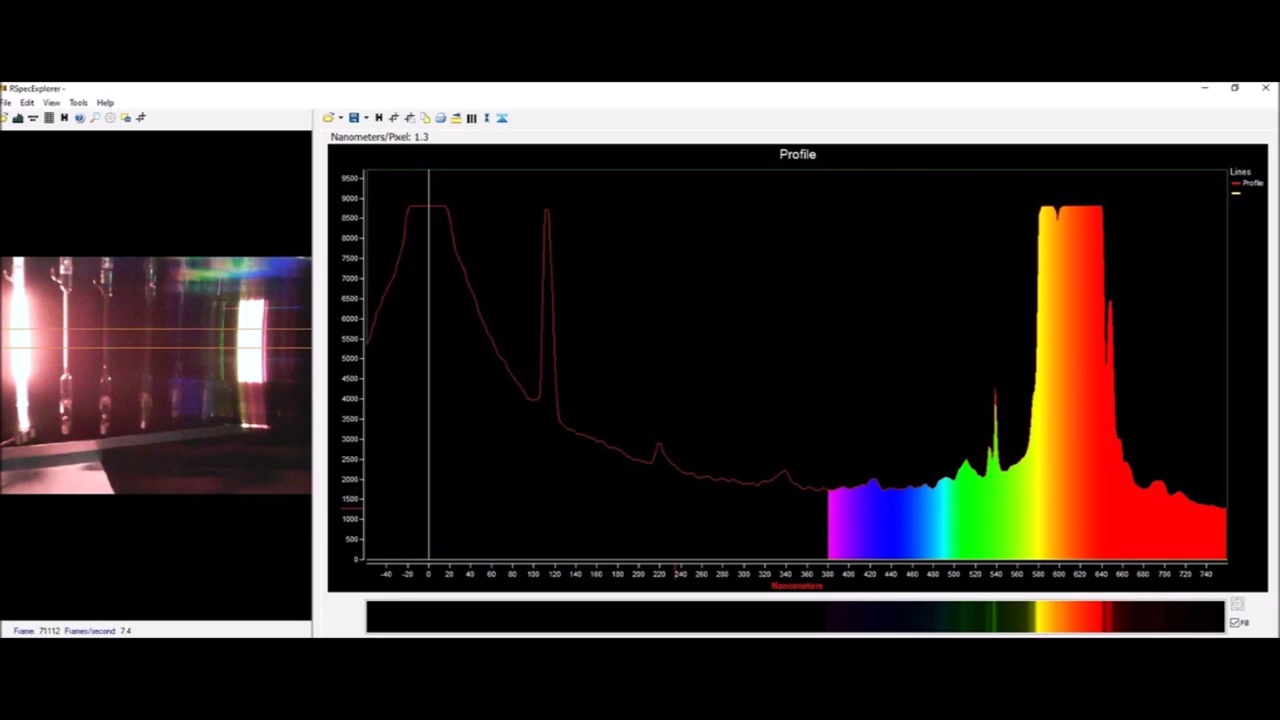 RSpecExplorer -
File Edit View Tools Help
Nanometers/Pixel: 1.3
Profile
Lines
Profile
9500
9000
8500
8000
7500
7000
6500
6000
5500
5000
4500
4000
3500
3000
2500
2000
1500
1000
500
0
-40 -20 0 20 40 60 80 100 120 140 160 180 200 220 240 260 280 300 320 340 360 380 400 420 440 460 480 500 520 540 560 580 600 620 640 660 680 700 720 740
Nanometers
Fill
Frame: 71112 Frames/second 7.4